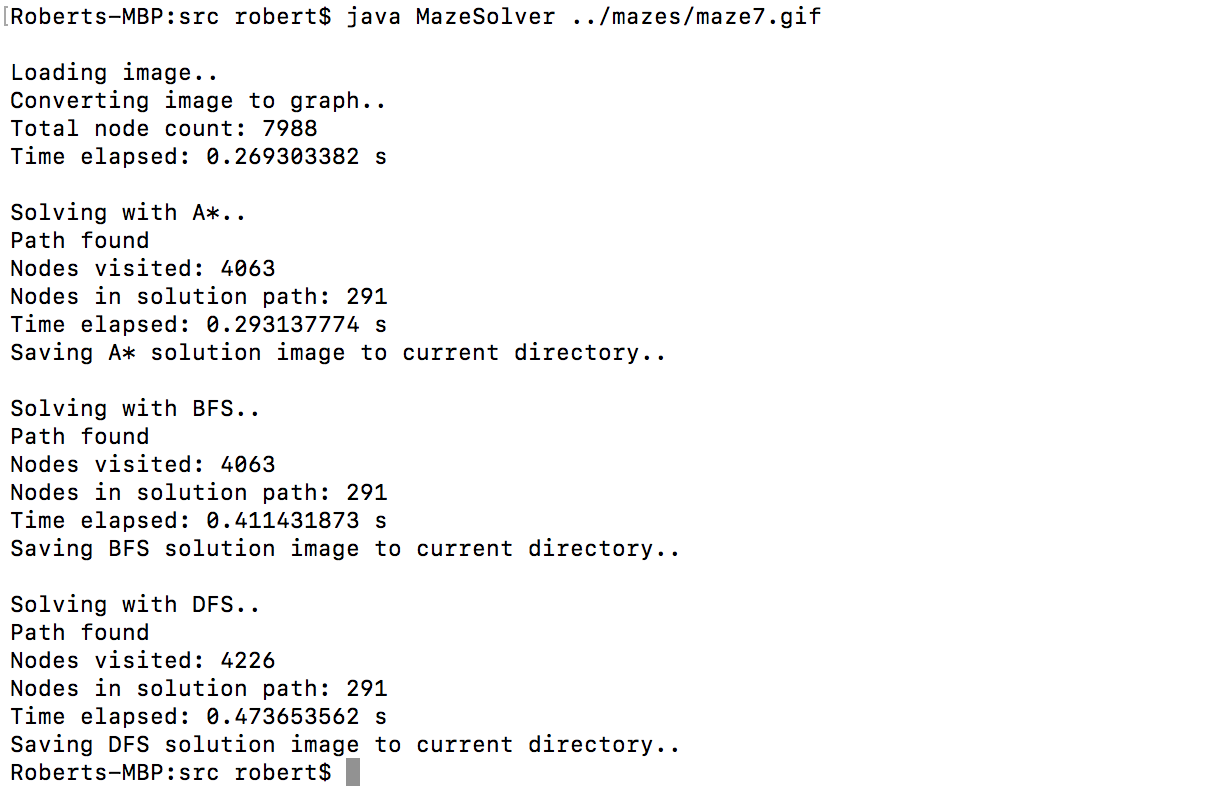 [Roberts-MBP:src robert$ java MazeSolver ../mazes/maze7.gif
Loading image..
Converting image to graph..
Total node count: 7988
Time elapsed: 0.269303382 s
Solving with A*..
Path found
Nodes visited: 4063
Nodes in solution path: 291
Time elapsed: 0.293137774 s
Saving A* solution image to current directory..
Solving with BFS..
Path found
Nodes visited: 4063
Nodes in solution path: 291
Time elapsed: 0.411431873 s
Saving BFS solution image to current directory..
Solving with DFS..
Path found
Nodes visited: 4226
Nodes in solution path: 291
Time elapsed: 0.473653562 s
Saving DFS solution image to current directory..
Roberts-MBP:src robert$